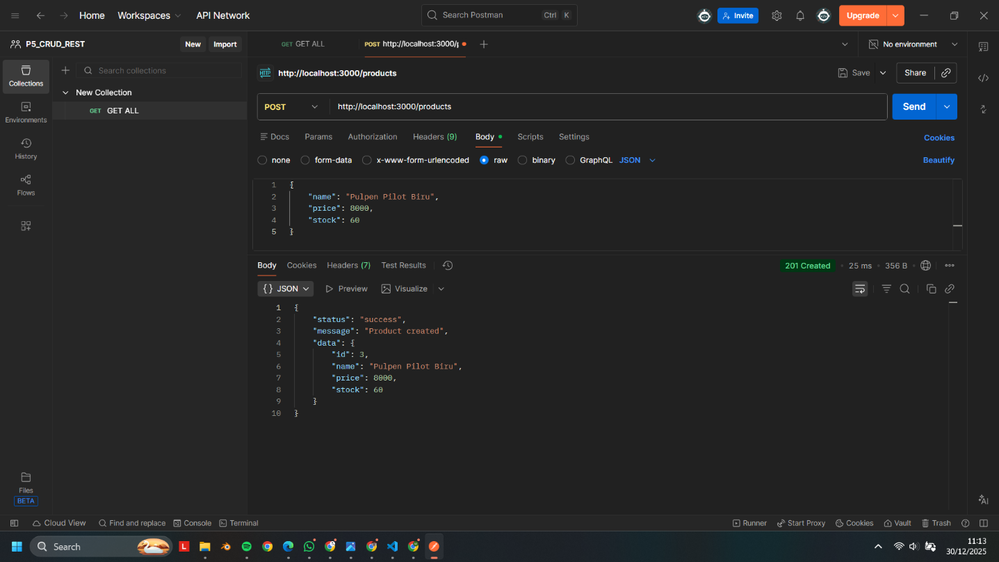 Home Workspaces API Network Search Postman Ctrl K Invite Upgrade
P5_CRUD_REST New Import GET GET ALL POST http://localhost:3000/p No environment
Collections Search collections HTTP http://localhost:3000/products Save Share
New Collection
GET GET ALL POST http://localhost:3000/products Send
Environments
Docs Params Authorization Headers (9) Body Scripts Settings Cookies
History
none form-data x-www-form-urlencoded raw binary GraphQL JSON Beautify
Flows
1 {
2 "name": "Pulpen Pilot Biru",
3 "price": 8000,
4 "stock": 60
5 }
Body Cookies Headers (7) Test Results 201 Created 25 ms 356 B
{} JSON Preview Visualize
1 {
2 "status": "success",
3 "message": "Product created",
4 "data": {
5 "id": 3,
6 "name": "Pulpen Pilot Biru",
7 "price": 8000,
8 "stock": 60
9 }
10 }
Files
BETA
AI
Cloud View Find and replace Console Terminal Runner Start Proxy Cookies Vault Trash
Search L 11:13
30/12/2025